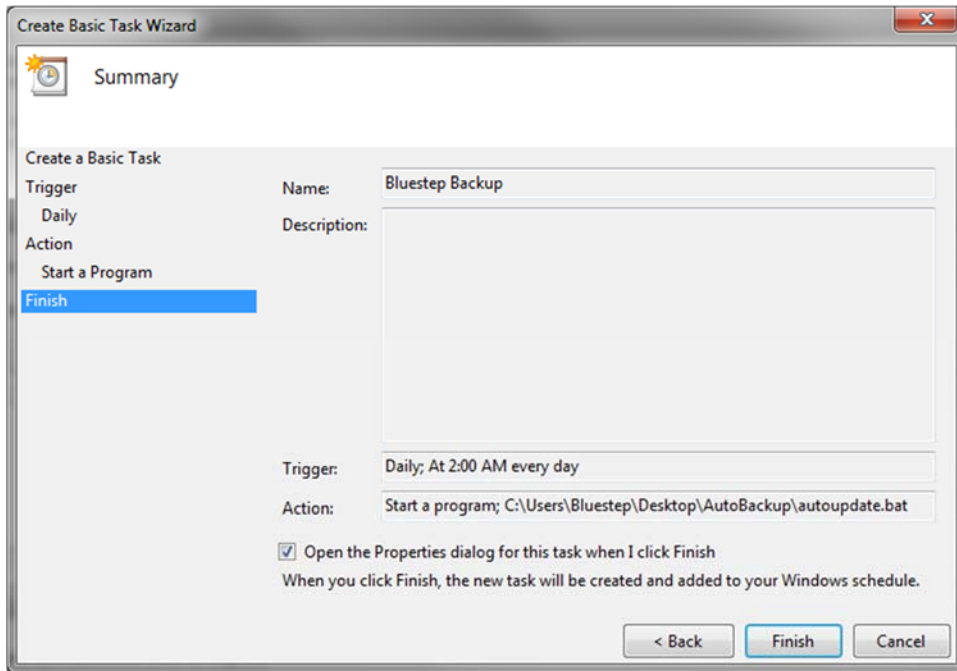 Create Basic Task Wizard
Summary
Create a Basic Task
Trigger
Daily
Action
Start a Program
Finish
Name: Bluestep Backup
Description:
Trigger: Daily; At 2:00 AM every day
Action: Start a program; C:\Users\Bluestep\Desktop\AutoBackup\autoupdate.bat
Open the Properties dialog for this task when I click Finish
When you click Finish, the new task will be created and added to your Windows schedule.
< Back Finish Cancel